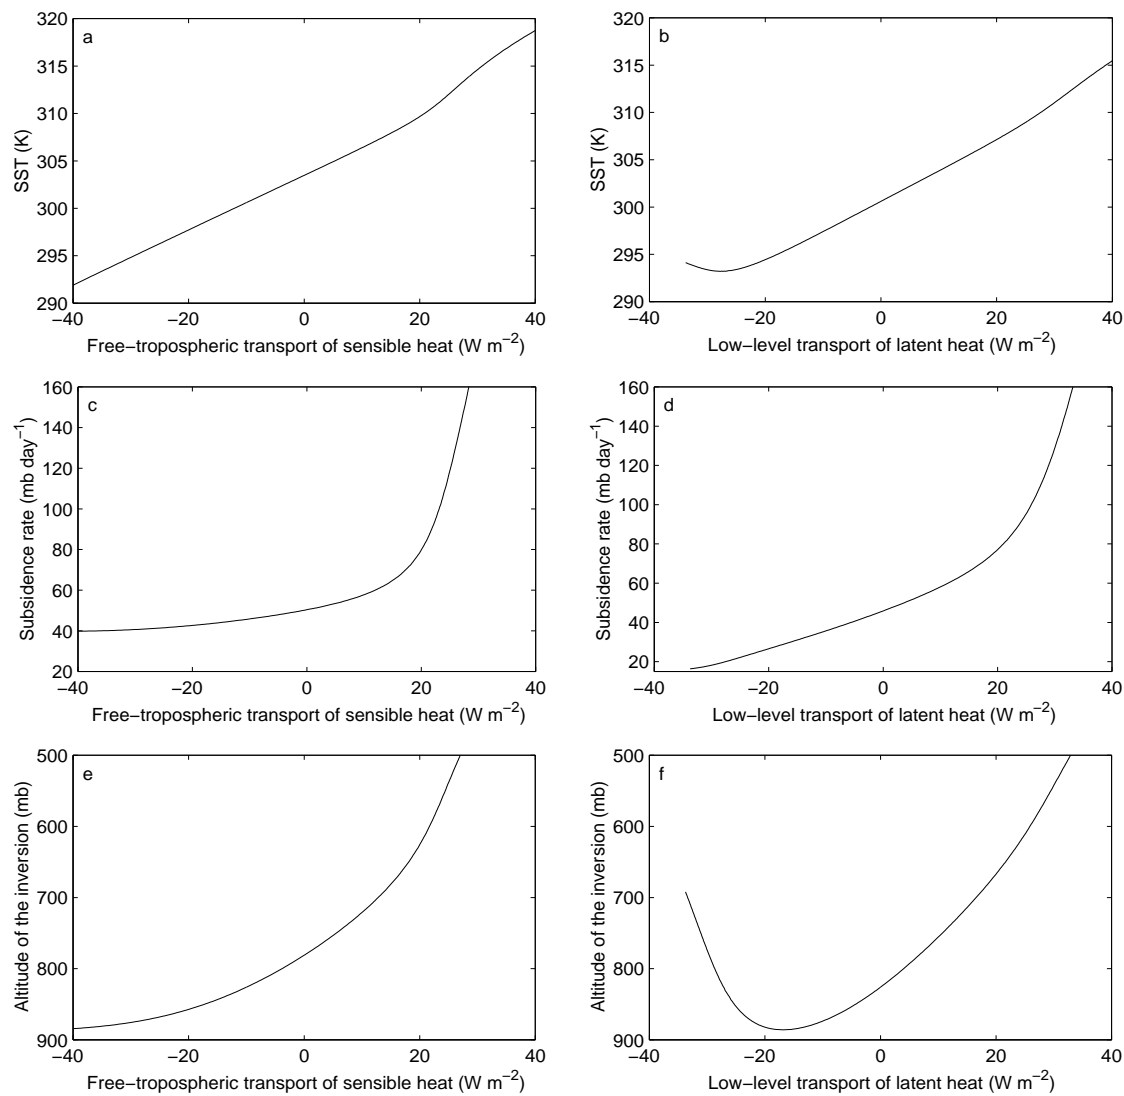 a
320
315
310
305
300
295
290
SST (K)
−40 −20 0 20 40
Free−tropospheric transport of sensible heat (W m−2)
b
320
315
310
305
300
295
290
SST (K)
−40 −20 0 20 40
Low−level transport of latent heat (W m−2)
c
160
140
120
100
80
60
40
20
Subsidence rate (mb day−1)
−40 −20 0 20 40
Free−tropospheric transport of sensible heat (W m−2)
d
160
140
120
100
80
60
40
20
Subsidence rate (mb day−1)
−40 −20 0 20 40
Low−level transport of latent heat (W m−2)
e
500
600
700
800
900
Altitude of the inversion (mb)
−40 −20 0 20 40
Free−tropospheric transport of sensible heat (W m−2)
f
500
600
700
800
900
Altitude of the inversion (mb)
−40 −20 0 20 40
Low−level transport of latent heat (W m−2)